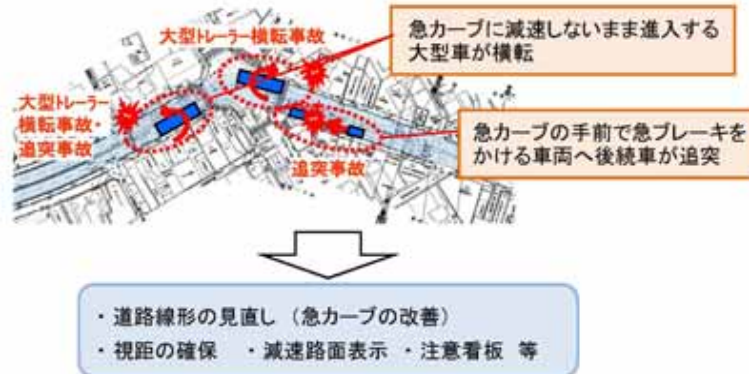 大型トレーラー横転事故
急カーブに減速しないまま進入する
大型車が横転
大型トレーラー
横転事故・
追突事故
追突事故
急カーブの手前で急ブレーキを
かける車両へ後続車が追突
・道路線形の見直し (急カーブの改善)
・視距の確保 ・減速路面表示 ・注意看板 等